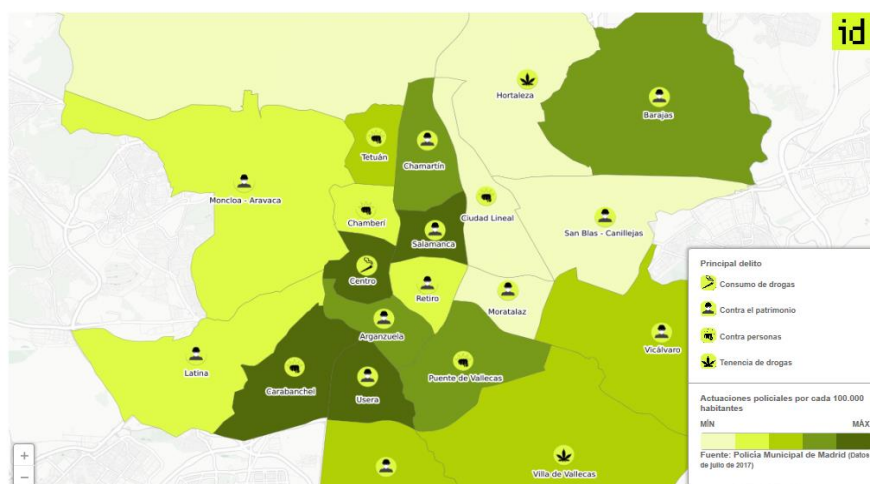 id
Hortaleza
Barajas
Tetuán
Chamartín
Moncloa - Aravaca
Chamberí
Ciudad Lineal
San Blas - Canillejas
Salamanca
Centro
Retiro
Moratalaz
Arganzuela
Vicálvaro
Latina
Carabanchel
Usera
Puente de Vallecas
Villa de Vallecas
Principal delito
Consumo de drogas
Contra el patrimonio
Contra personas
Tenencia de drogas
Actuaciones policiales por cada 100.000
habitantes
MÍN MÁX
Fuente: Policía Municipal de Madrid (Datos
de julio de 2017)
+
−